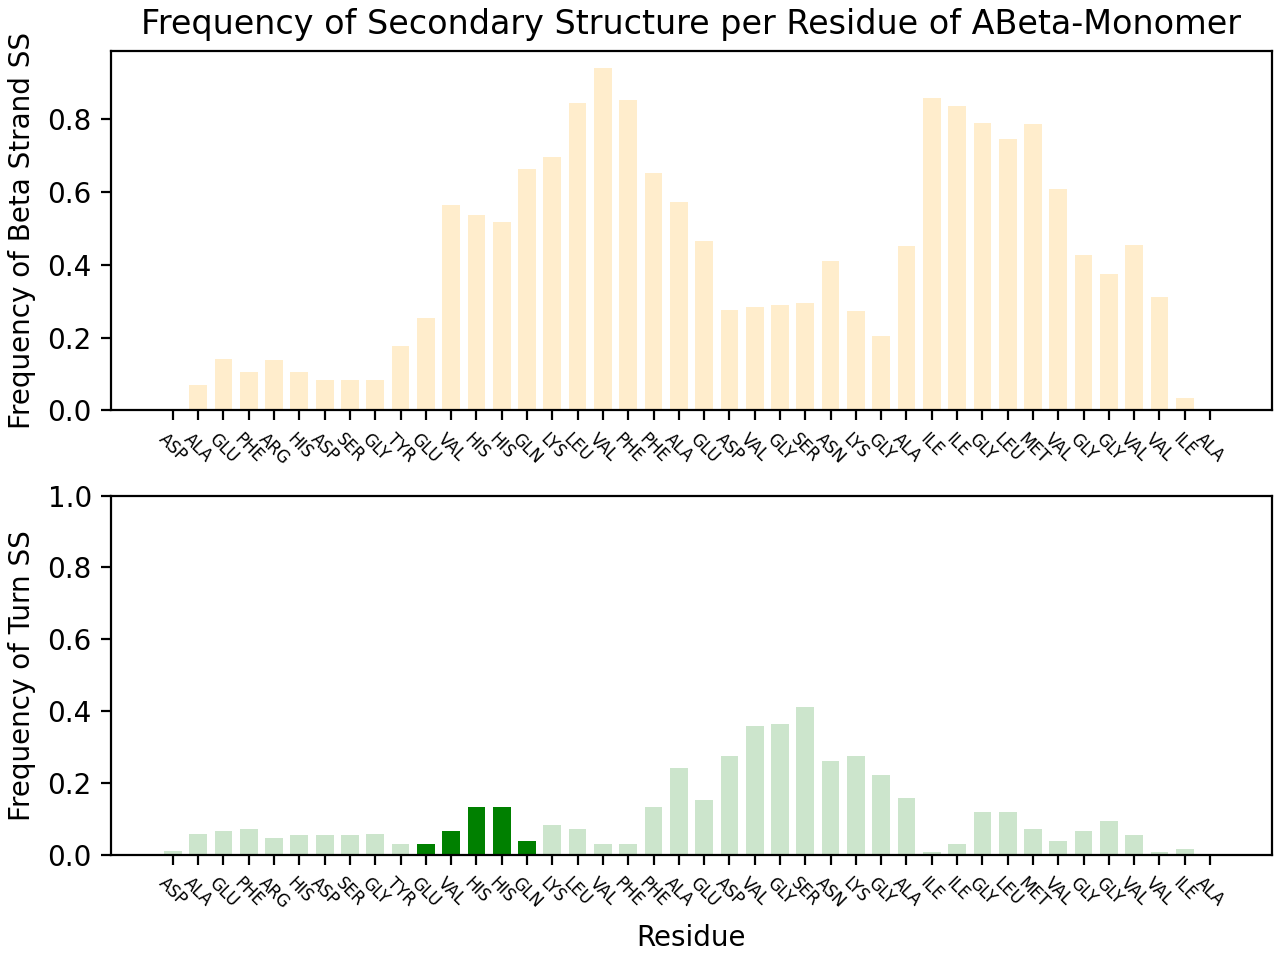 Frequency of Secondary Structure per Residue of ABeta-Monomer
Frequency of Beta Strand SS
0.8
0.6
0.4
0.2
0.0
ASP ALA GLU PHE ARG HIS ASP SER GLY TYR GLU VAL HIS HIS GLN LYS LEU VAL PHE PHE ALA GLU ASP VAL GLY SER ASN LYS GLY ALA ILE ILE GLY LEU MET VAL GLY GLY VAL VAL ILE ALA
Frequency of Turn SS
1.0
0.8
0.6
0.4
0.2
0.0
ASP ALA GLU PHE ARG HIS ASP SER GLY TYR GLU VAL HIS HIS GLN LYS LEU VAL PHE PHE ALA GLU ASP VAL GLY SER ASN LYS GLY ALA ILE ILE GLY LEU MET VAL GLY GLY VAL VAL ILE ALA
Residue